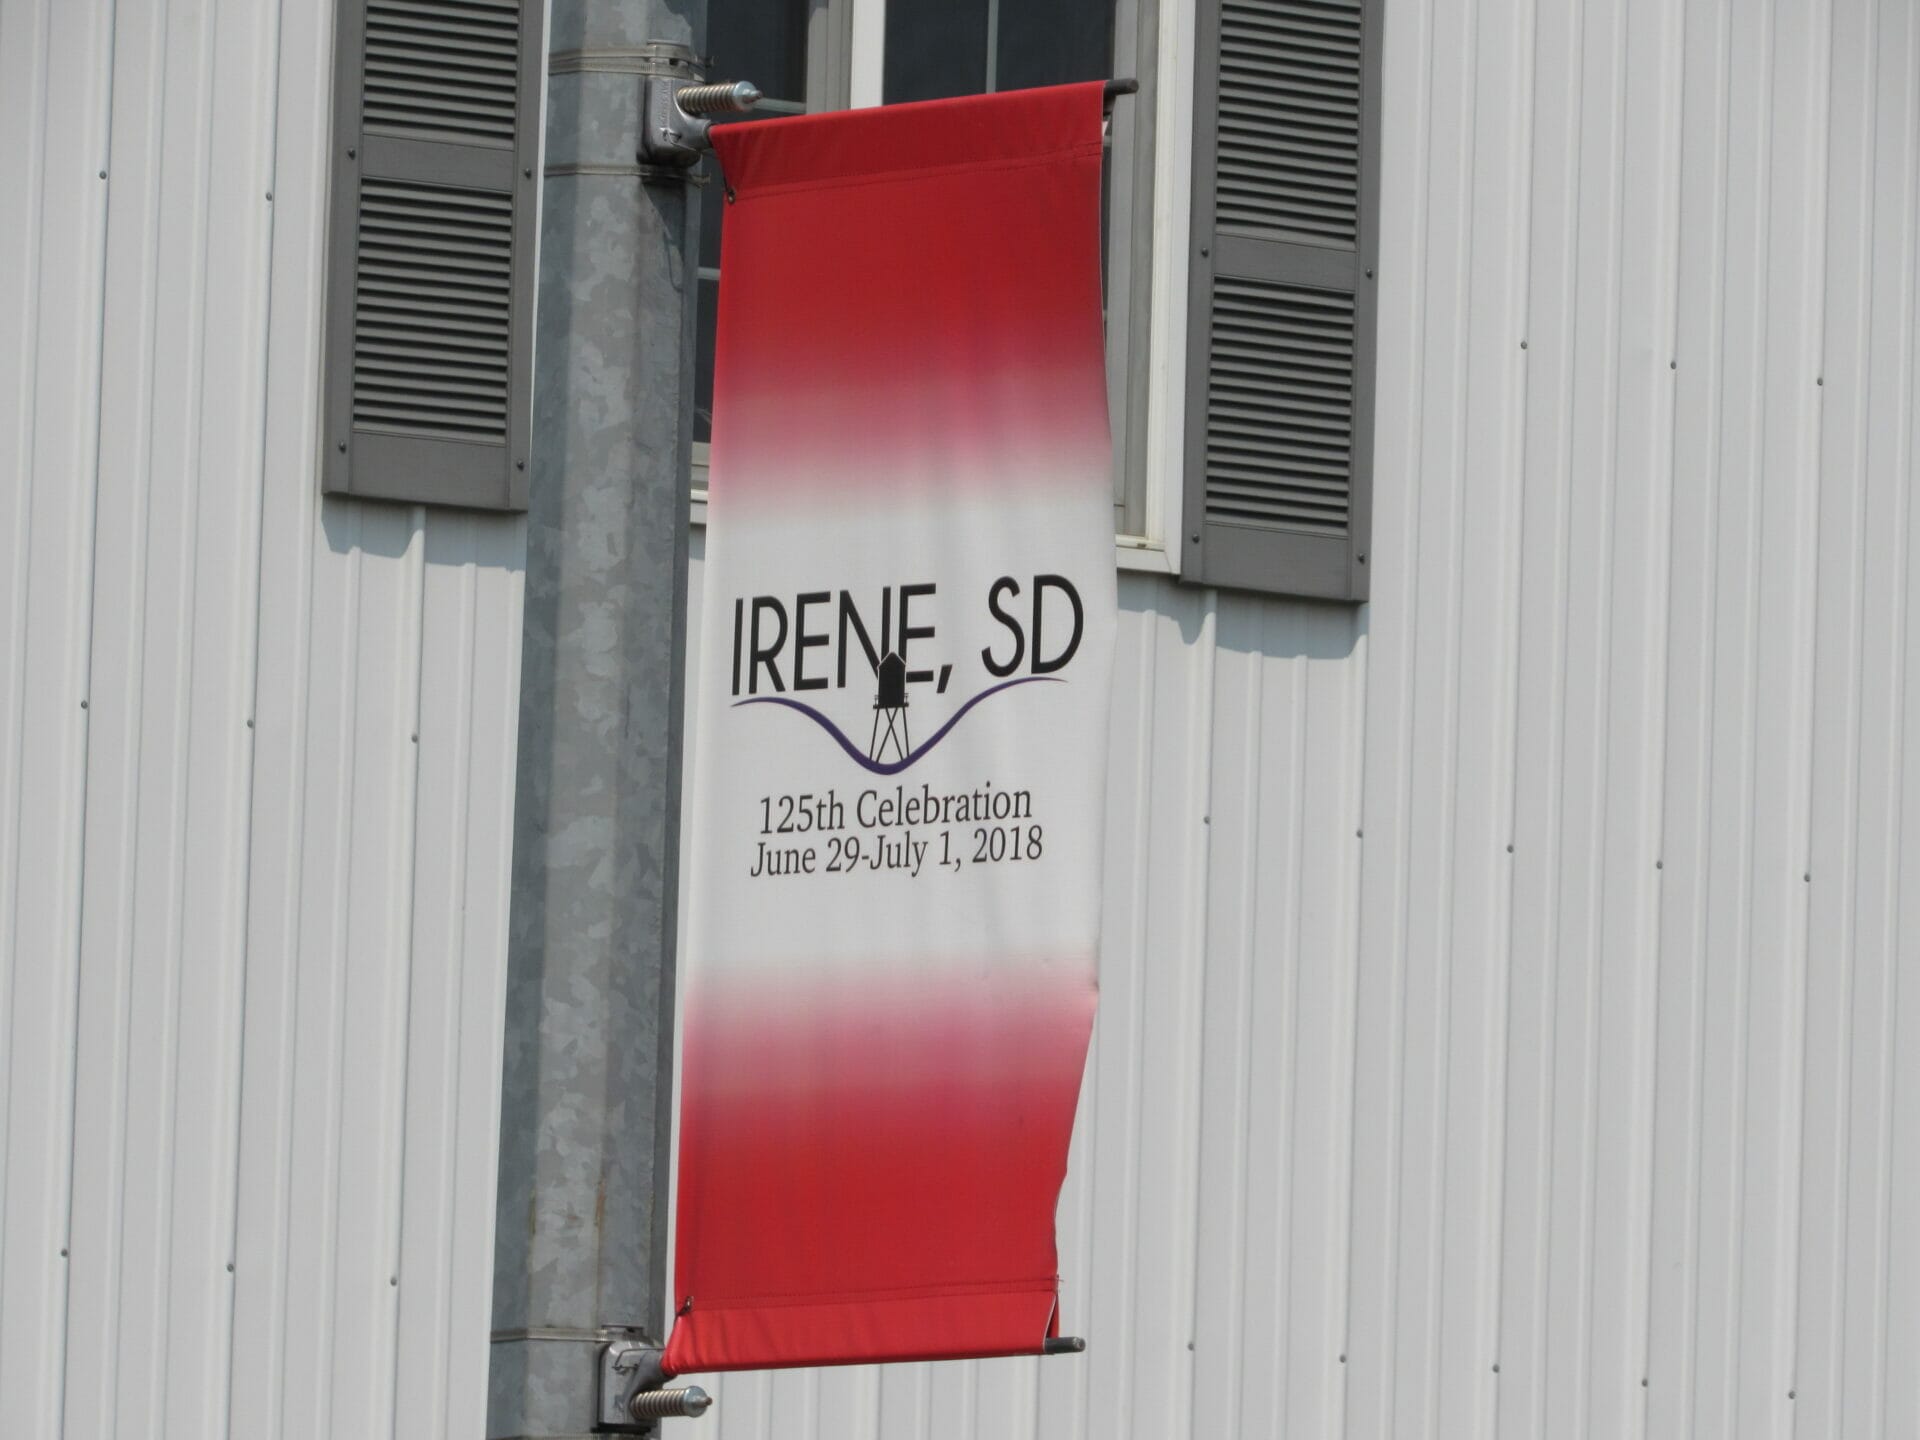 IRENE, SD
125th Celebration
June 29-July 1, 2018